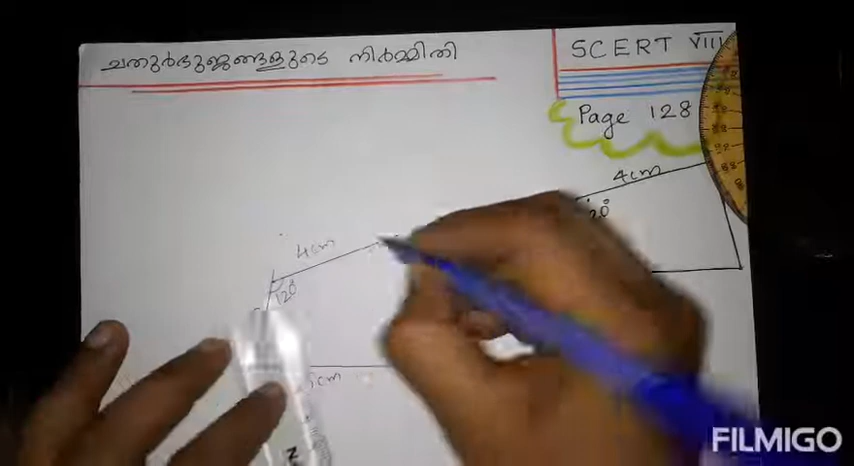 ചതുർഭുജങ്ങളുടെ നിർമ്മിതി
SCERT VIII
Page 128
4cm
4cm
120°
FILMIGO